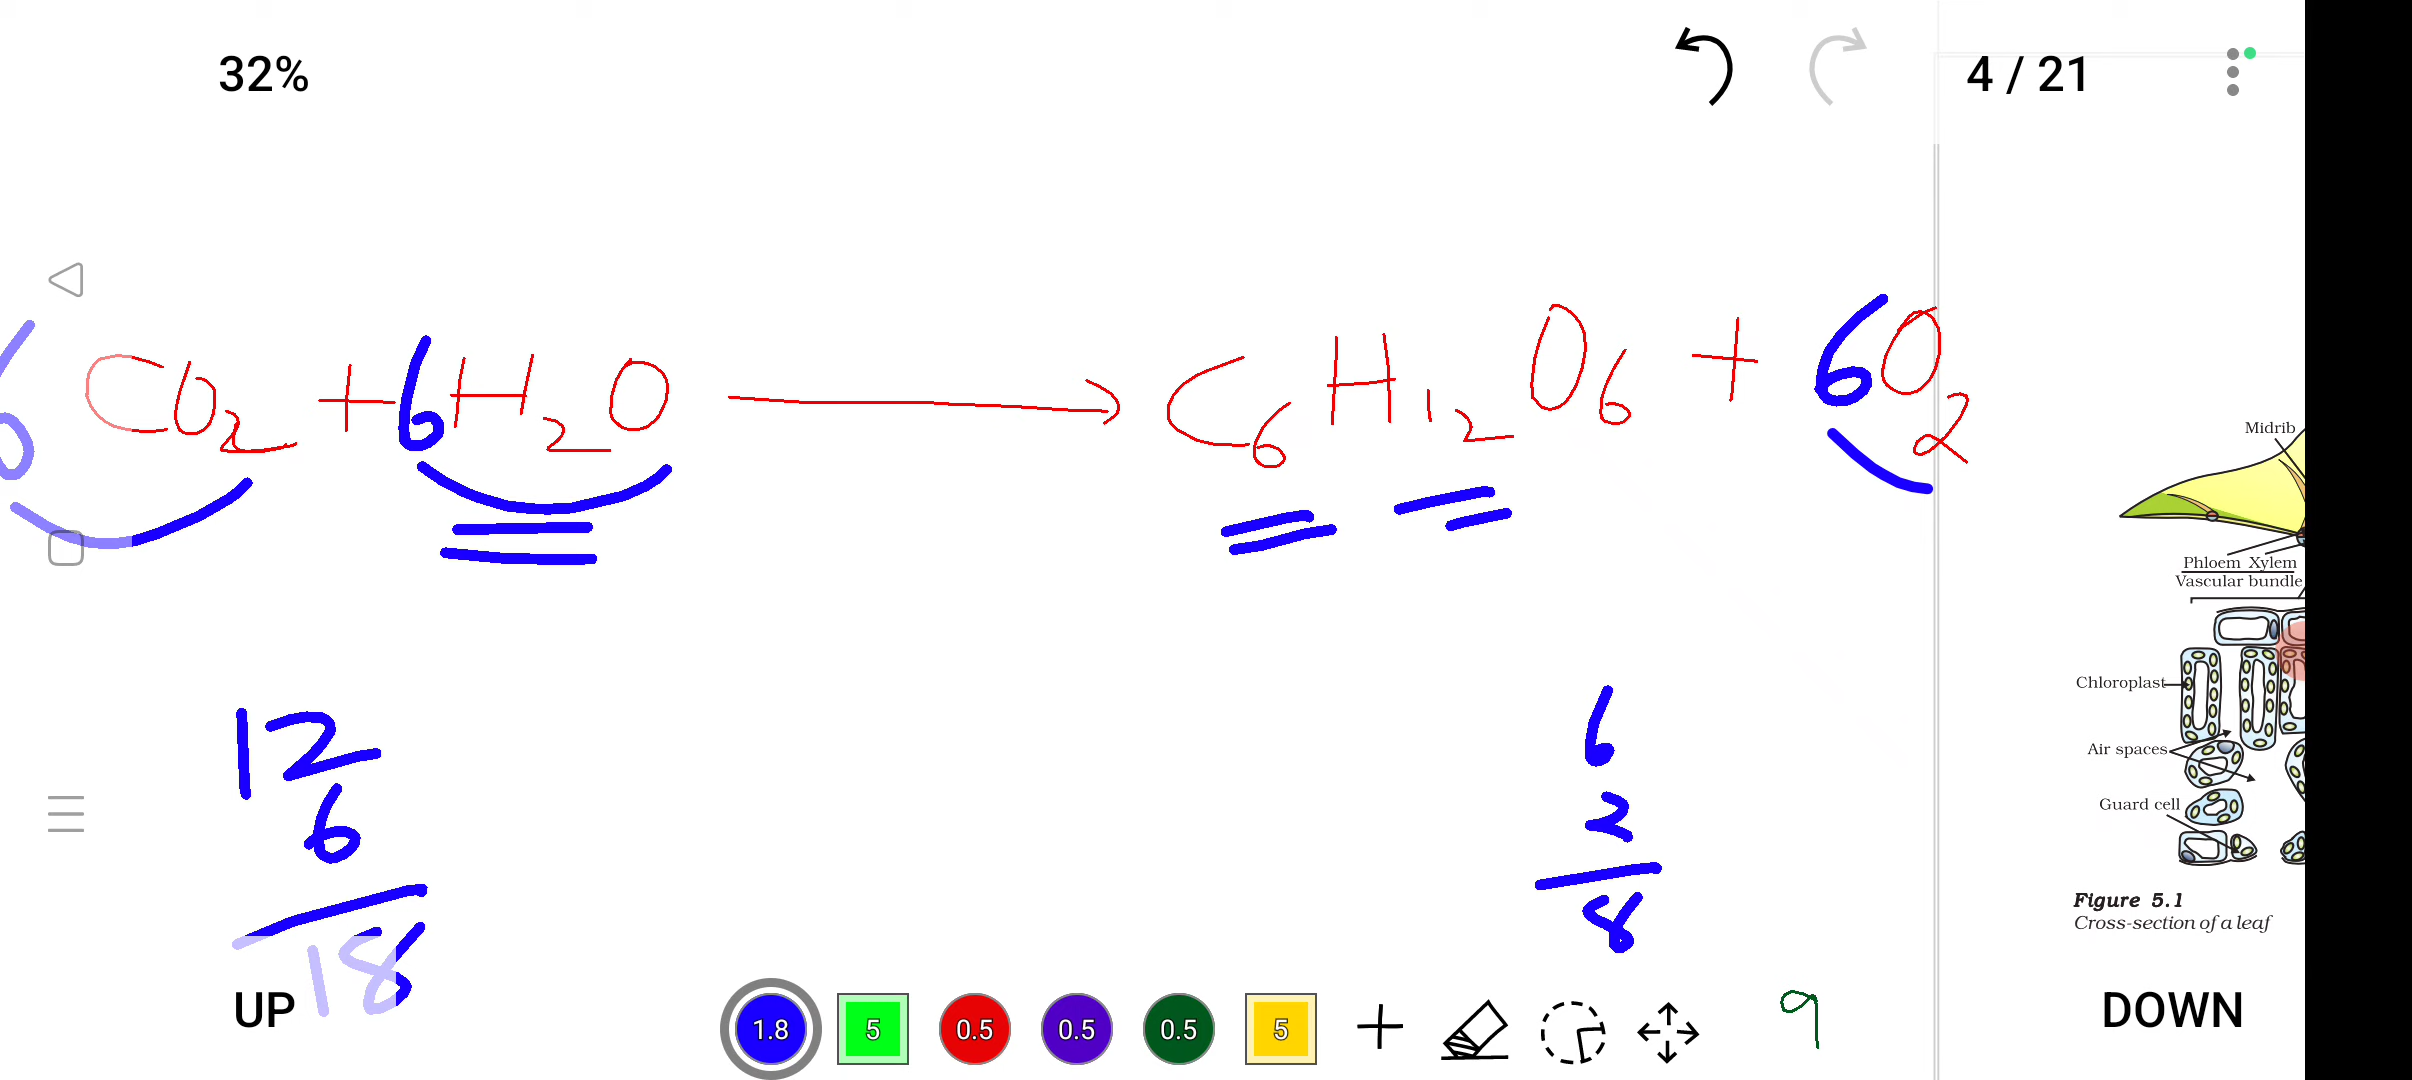 32%
4 / 21
6CO2 + 6H2O → C6H12O6 + 6O2
Midrib
Phloem Xylem
Vascular bundle
12
6
18
6
2
8
Chloroplast
Air spaces
Guard cell
Figure 5.1
Cross-section of a leaf
UP
1.8
5
0.5
0.5
0.5
5
9
DOWN